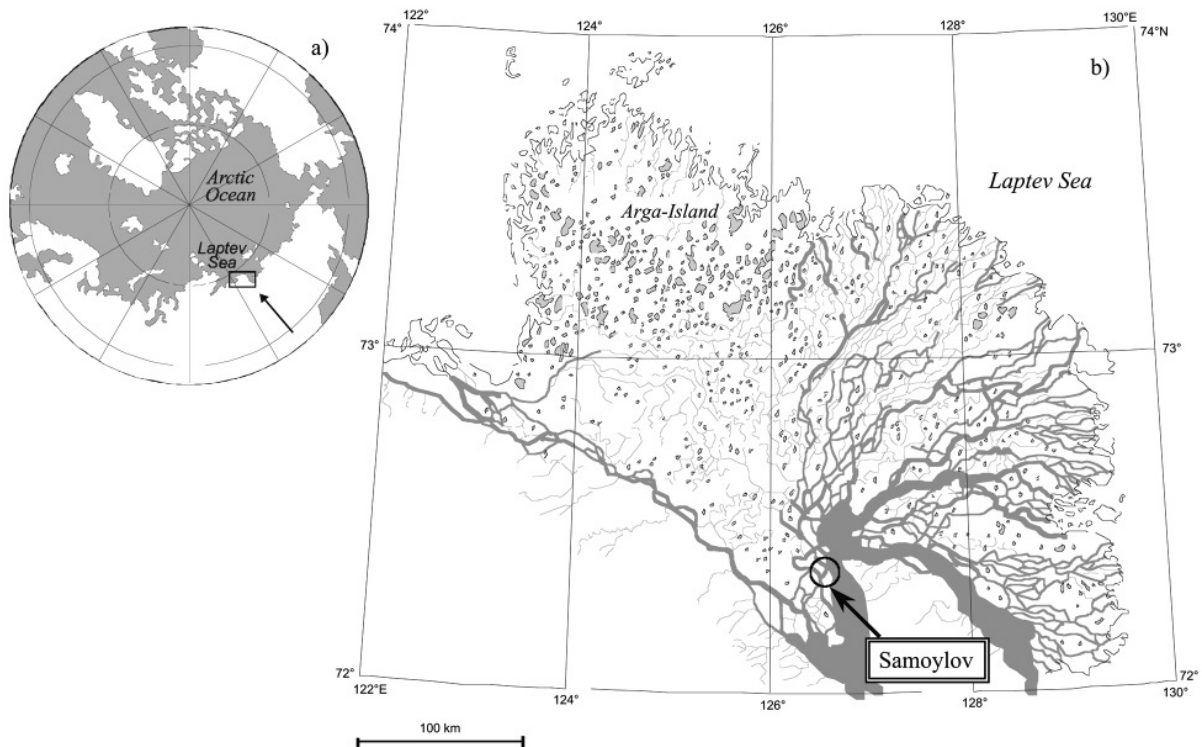 a)
Arctic
Ocean
Laptev
Sea
122°
124°
126°
128°
130°E
74°
74°N
b)
Laptev Sea
Arga-Island
73°
73°
Samoylov
72°
72°
122°E
124°
126°
128°
130°
100 km